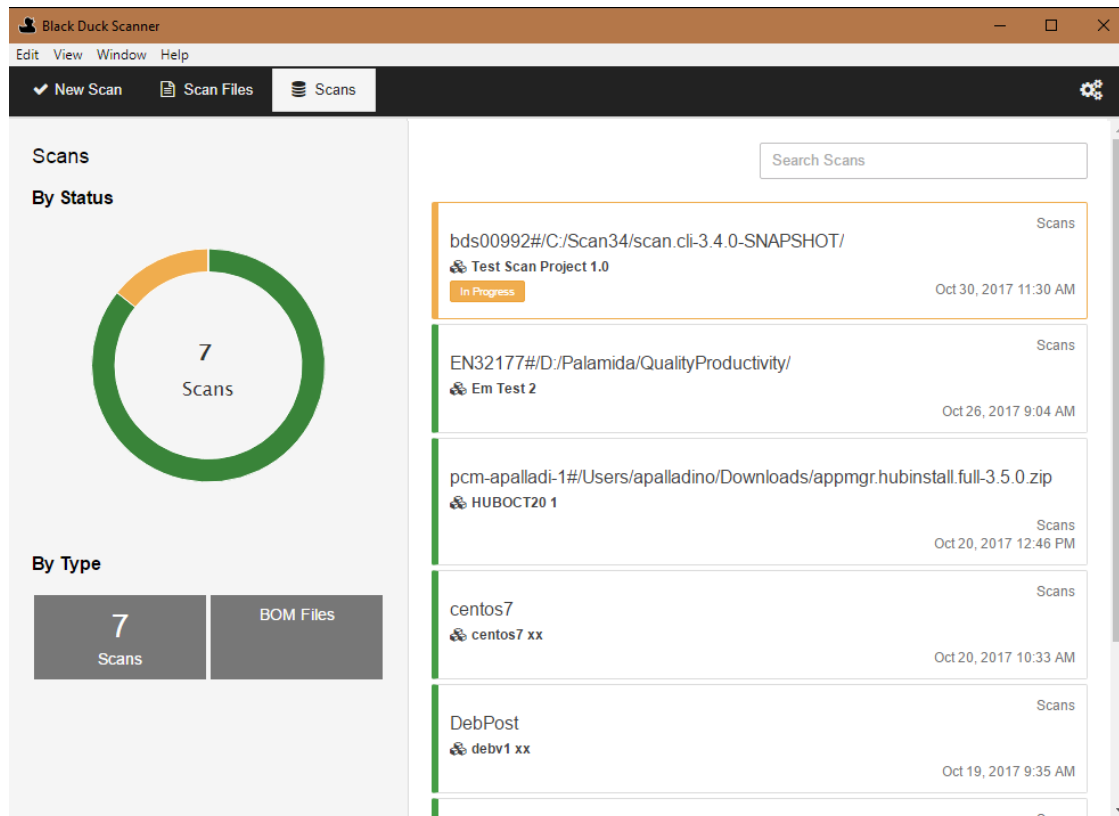 Black Duck Scanner
Edit View Window Help
New Scan Scan Files Scans
Scans
By Status
7
Scans
By Type
7
Scans
BOM Files
Search Scans
Scans
bds00992#/C:/Scan34/scan.cli-3.4.0-SNAPSHOT/
Test Scan Project 1.0
In Progress
Oct 30, 2017 11:30 AM
Scans
EN32177#/D:/Palamida/QualityProductivity/
Em Test 2
Oct 26, 2017 9:04 AM
pcm-apalladi-1#/Users/apalladino/Downloads/appmgr.hubinstall.full-3.5.0.zip
HUBOCT20 1
Scans
Oct 20, 2017 12:46 PM
Scans
centos7
centos7 xx
Oct 20, 2017 10:33 AM
Scans
DebPost
debv1 xx
Oct 19, 2017 9:35 AM